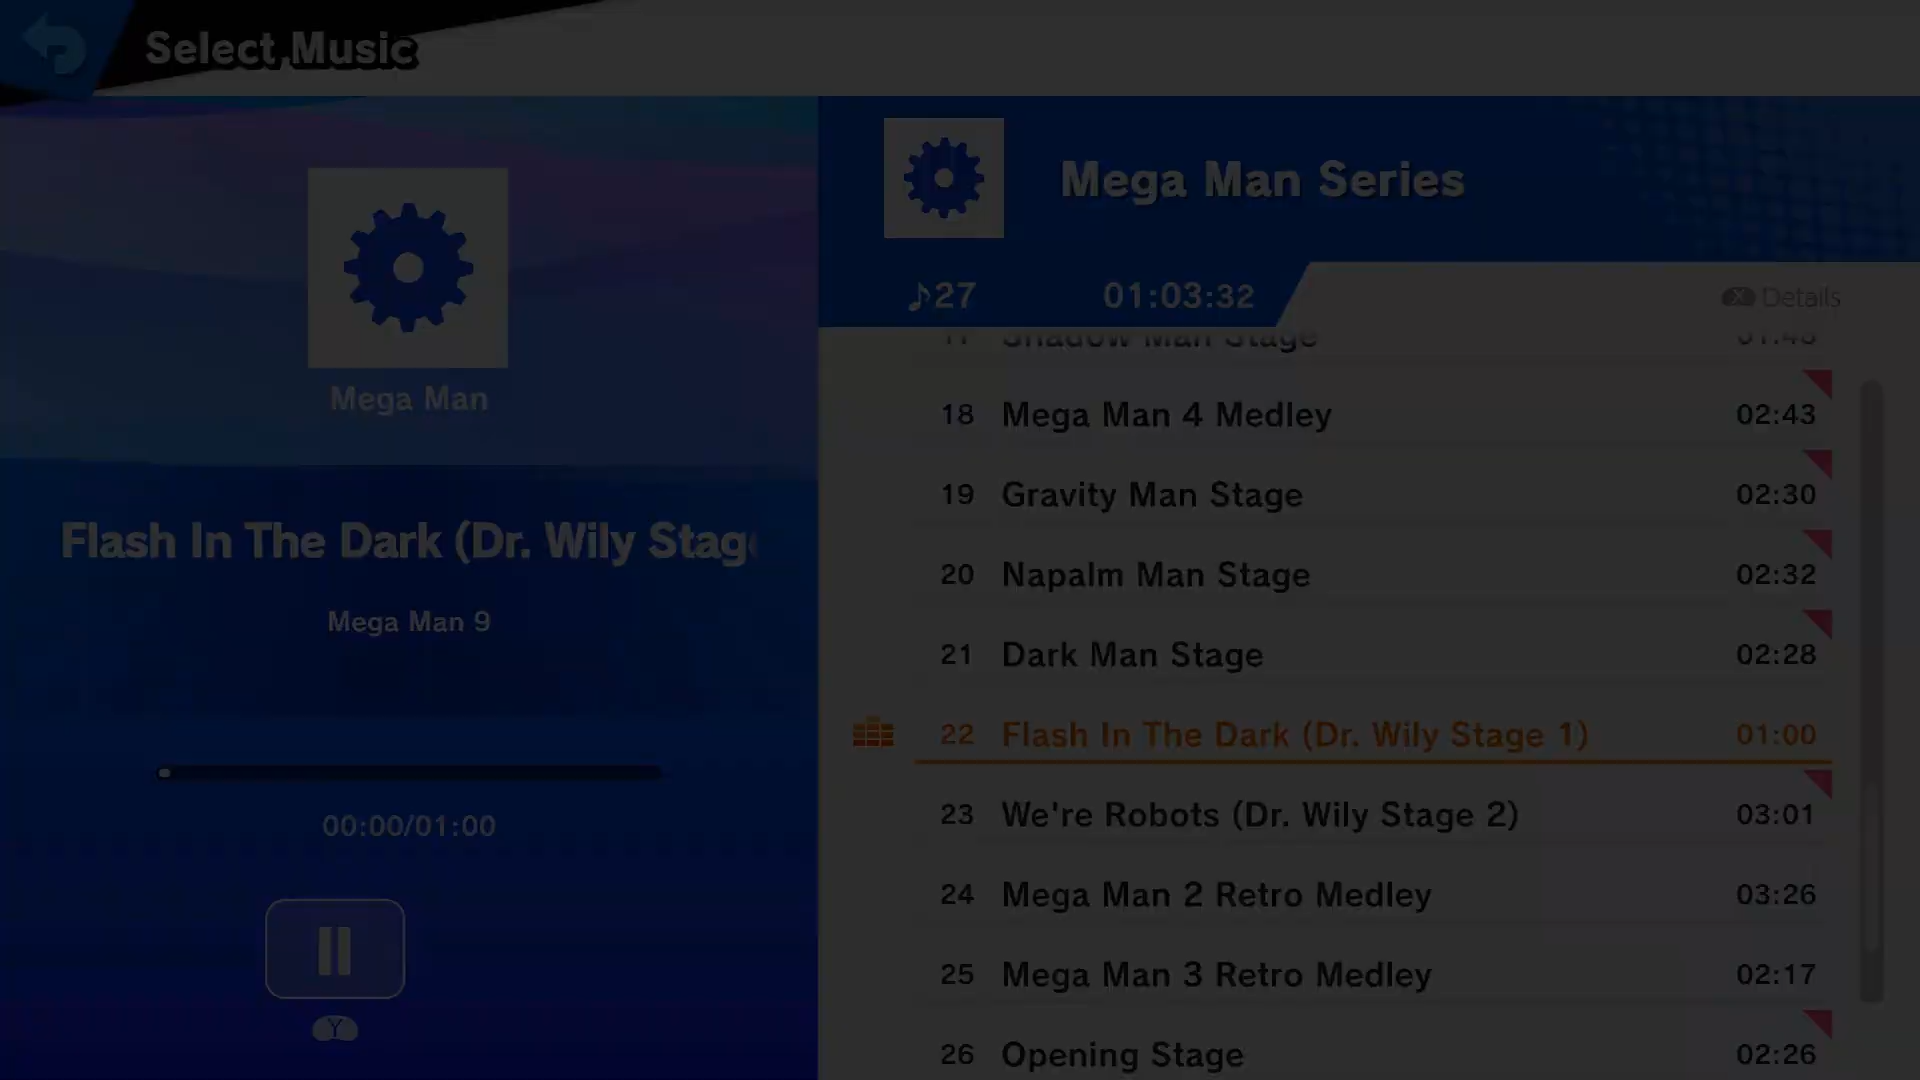 Select Music
Mega Man
Flash In The Dark (Dr. Wily Stag
Mega Man 9
00:00/01:00
Y
Mega Man Series
♪27 01:03:32
X Details
17 Shadow Man Stage
18 Mega Man 4 Medley 02:43
19 Gravity Man Stage 02:30
20 Napalm Man Stage 02:32
21 Dark Man Stage 02:28
22 Flash In The Dark (Dr. Wily Stage 1) 01:00
23 We're Robots (Dr. Wily Stage 2) 03:01
24 Mega Man 2 Retro Medley 03:26
25 Mega Man 3 Retro Medley 02:17
26 Opening Stage 02:26